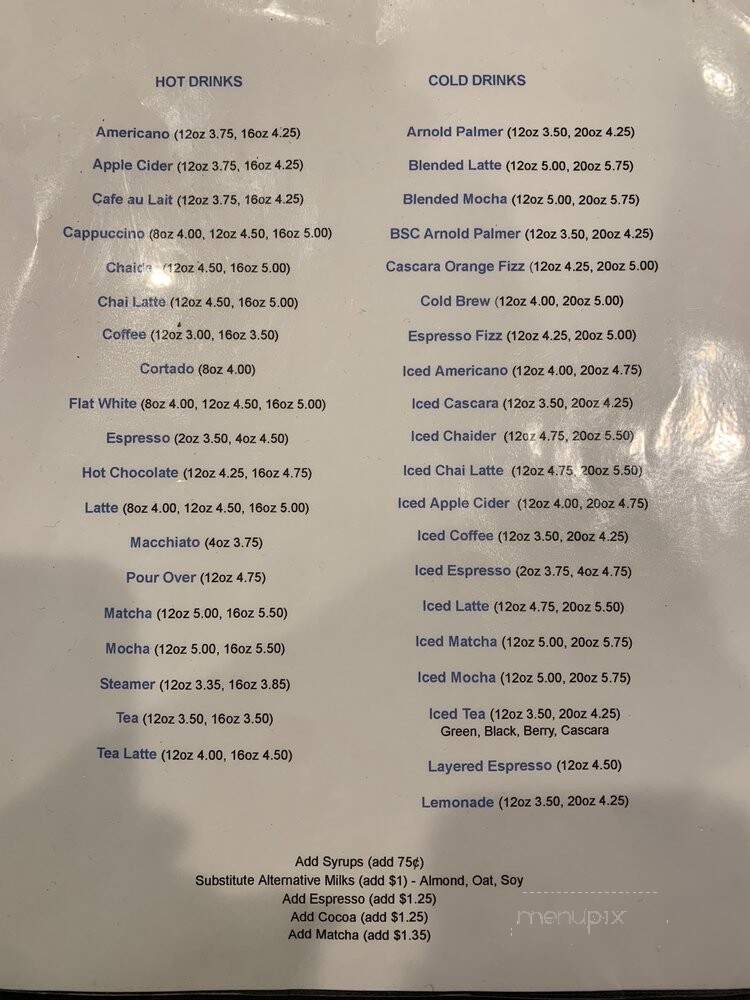 HOT DRINKS
Americano (12oz 3.75, 16oz 4.25)
Apple Cider (12oz 3.75, 16oz 4.25)
Cafe au Lait (12oz 3.75, 16oz 4.25)
Cappuccino (8oz 4.00, 12oz 4.50, 16oz 5.00)
(12oz 4.50, 16oz 5.00)
Chai Latte (12oz 4.50, 16oz 5.00)
Coffee (12oz 3.00, 16oz 3.50)
Cortado (8oz 4.00)
Flat White (8oz 4.00, 12oz 4.50, 16oz 5.00)
Espresso (2oz 3.50, 4oz 4.50)
Hot Chocolate (12oz 4.25, 16oz 4.75)
Latte (8oz 4.00, 12oz 4.50, 16oz 5.00)
Macchiato (4oz 3.75)
Pour Over (12oz 4.75)
Matcha (12oz 5.00, 16oz 5.50)
Mocha (12oz 5.00, 16oz 5.50)
Steamer (12oz 3.35, 16oz 3.85)
Tea (12oz 3.50, 16oz 3.50)
Tea Latte (12oz 4.00, 16oz 4.50)
COLD DRINKS
Arnold Palmer (12oz 3.50, 20oz 4.25)
Blended Latte (12oz 5.00, 20oz 5.75)
Blended Mocha (12oz 5.00, 20oz 5.75)
BSC Arnold Palmer (12oz 3.50, 20oz 4.25)
Cascara Orange Fizz (12oz 4.25, 20oz 5.00)
Cold Brew (12oz 4.00, 20oz 5.00)
Espresso Fizz (12oz 4.25, 20oz 5.00)
Iced Americano (12oz 4.00, 20oz 4.75)
Iced Cascara (12oz 3.50, 20oz 4.25)
Iced Chaider (12oz 4.75, 20oz 5.50)
Iced Chai Latte (12oz 4.75, 20oz 5.50)
Iced Apple Cider (12oz 4.00, 20oz 4.75)
Iced Coffee (12oz 3.50, 20oz 4.25)
Iced Espresso (2oz 3.75, 4oz 4.75)
Iced Latte (12oz 4.75, 20oz 5.50)
Iced Matcha (12oz 5.00, 20oz 5.75)
Iced Mocha (12oz 5.00, 20oz 5.75)
Iced Tea (12oz 3.50, 20oz 4.25)
Green, Black, Berry, Cascara
Layered Espresso (12oz 4.50)
Lemonade (12oz 3.50, 20oz 4.25)
Add Syrups (add 75¢)
Substitute Alternative Milks (add $1) - Almond, Oat, Soy
Add Espresso (add $1.25)
Add Cocoa (add $1.25)
Add Matcha (add $1.35)
menupix